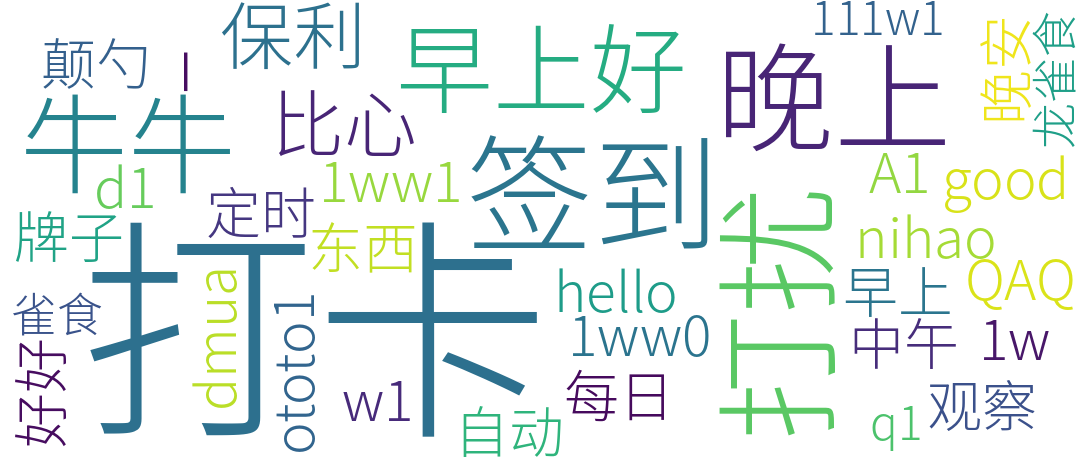 保利
早上好
晚上
111w1
晚安
龙雀食
颠勺
牛牛
比心
签到
d1
1ww1
A1
good
牌子
定时
东西
打扰
nihao
打卡
hello
QAQ
早上
雀食
dmua
ototo1
1ww0
中午
1w
好好
w1
每日
自动
观察
q1